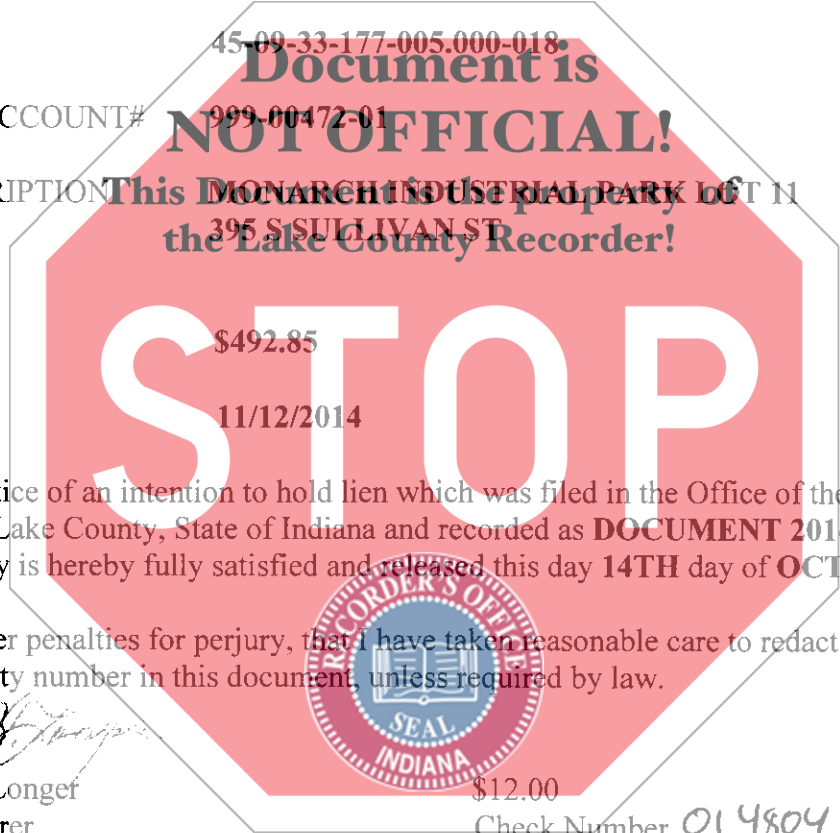 45-09-33-177-005.000-018
Document is
CCOUNT# 999-00472-01
NOT OFFICIAL!
RIPTION MONARCH INDUSTRIAL PARK LOT 11
This Document is the property of
395 S SULLIVAN ST
the Lake County Recorder!
STOP
$492.85
11/12/2014
tice of an intention to hold lien which was filed in the Office of the
Lake County, State of Indiana and recorded as DOCUMENT 201
y is hereby fully satisfied and released this day 14TH day of OCT
er penalties for perjury, that I have taken reasonable care to redact
ty number in this document, unless required by law.
RECORDER'S OFFICE
SEAL
INDIANA
onger $12.00
rer Check Number 014804